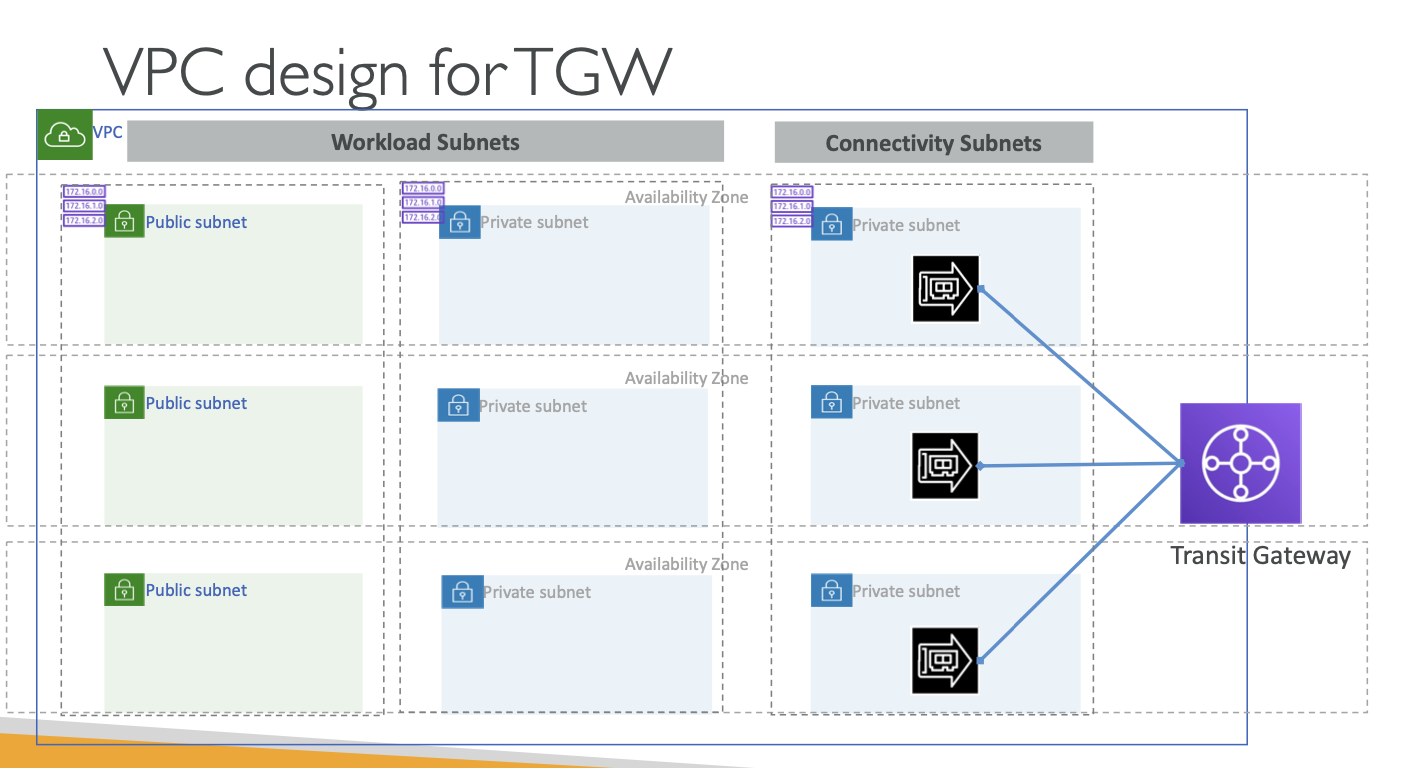 VPC design for TGW
VPC
Workload Subnets
Connectivity Subnets
172.16.0.0
172.16.1.0
172.16.2.0
172.16.0.0
172.16.1.0
172.16.2.0
172.16.0.0
172.16.1.0
172.16.2.0
Availability Zone
Public subnet
Private subnet
Private subnet
Availability Zone
Public subnet
Private subnet
Private subnet
Transit Gateway
Availability Zone
Public subnet
Private subnet
Private subnet